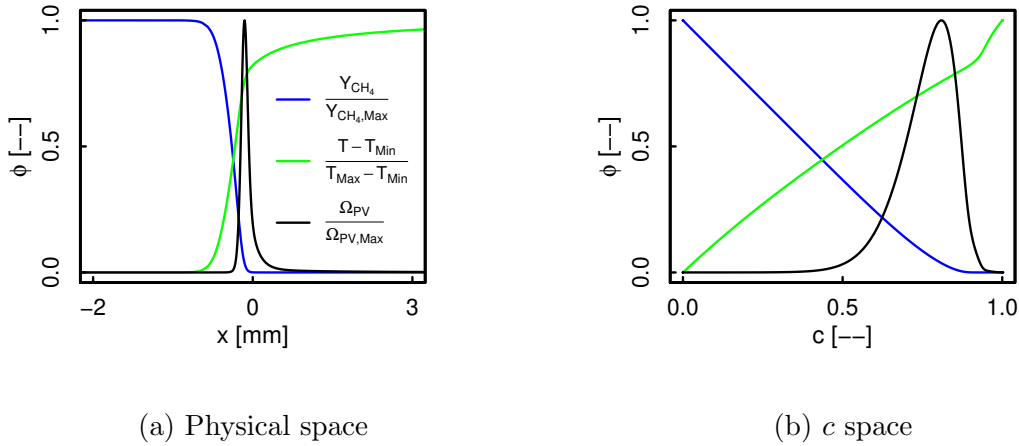 1.0
0.5
0.0
ϕ [−−]
−2
0
3
x [mm]
Y_CH₄
Y_CH₄,Max
T − T_Min
T_Max − T_Min
Ω_PV
Ω_PV,Max
(a) Physical space
1.0
0.5
0.0
ϕ [−−]
0.0
0.5
1.0
c [−−]
(b) c space